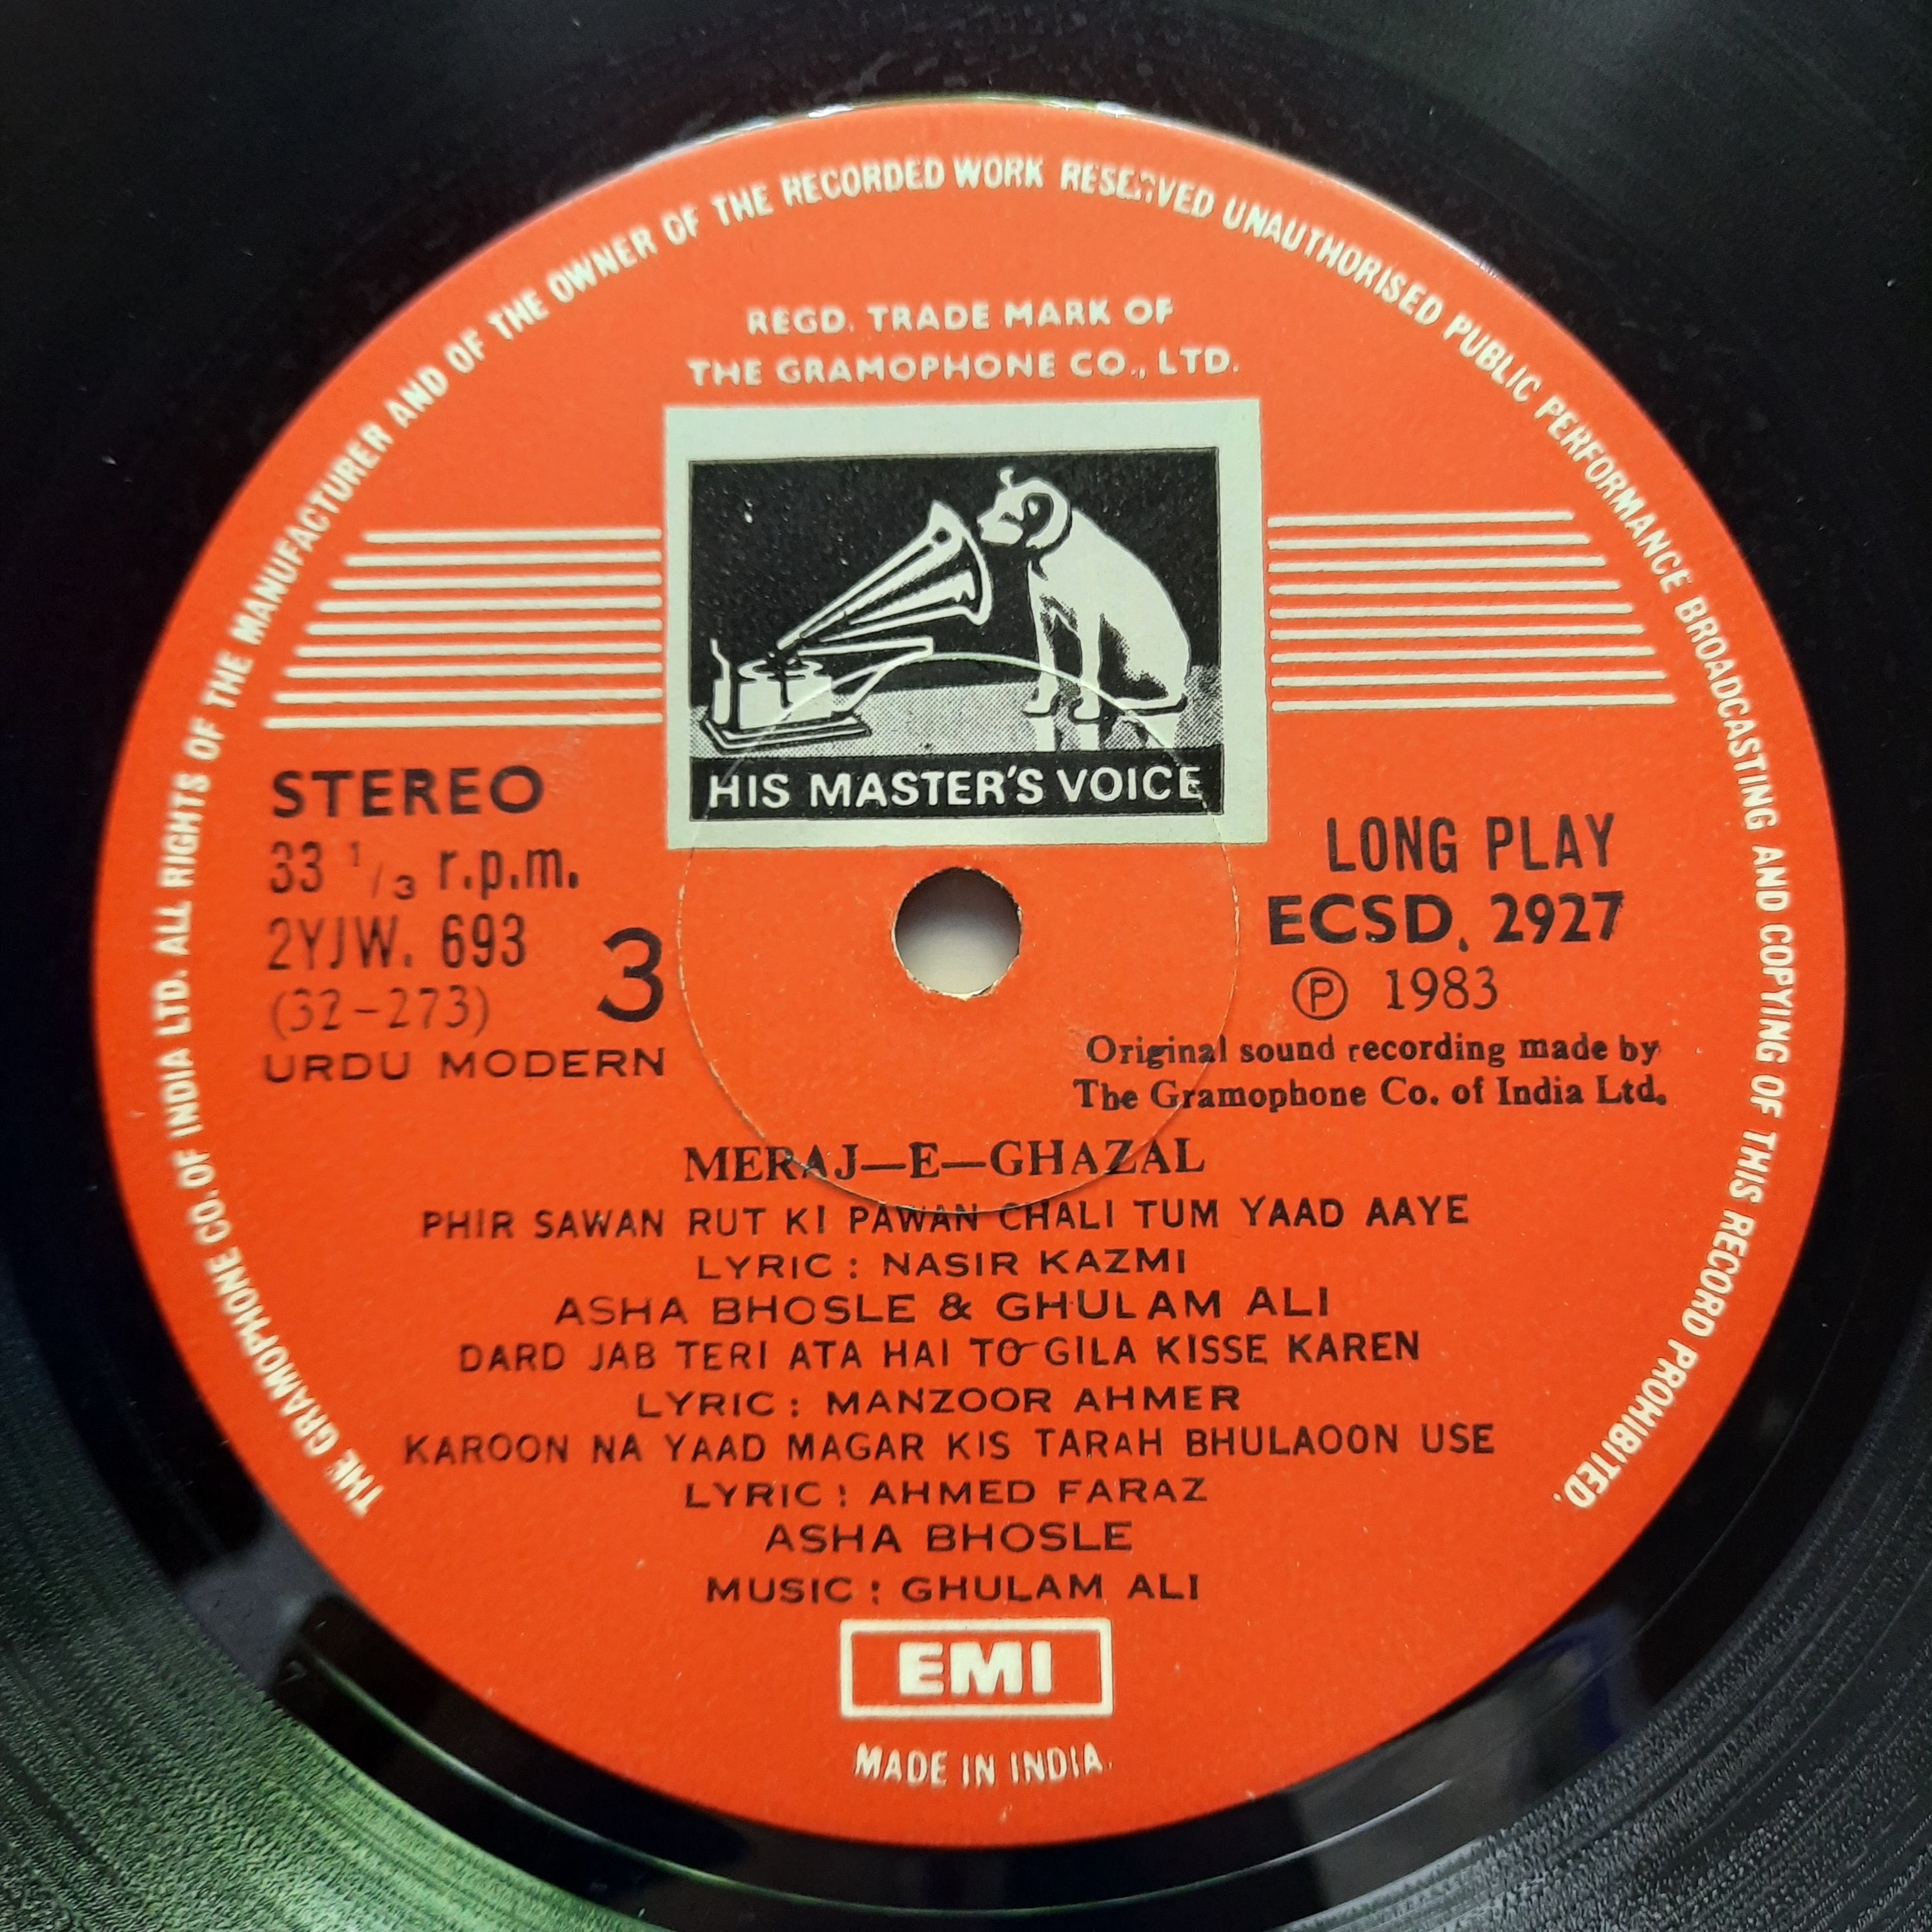 THE GRAMOPHONE CO. OF INDIA LTD. ALL RIGHTS OF THE MANUFACTURER AND OF THE OWNER OF THE RECORDED WORK RESERVED UNAUTHORISED PUBLIC PERFORMANCE BROADCASTING AND COPYING OF THIS RECORD PROHIBITED.
REGD. TRADE MARK OF
THE GRAMOPHONE CO., LTD.
HIS MASTER'S VOICE
STEREO
33 1/3 r.p.m.
2YJW. 693
(32-273)
3
URDU MODERN
LONG PLAY
ECSD. 2927
Ⓟ 1983
Original sound recording made by
The Gramophone Co. of India Ltd.
MERAJ—E—GHAZAL
PHIR SAWAN RUT KI PAWAN CHALI TUM YAAD AAYE
LYRIC : NASIR KAZMI
ASHA BHOSLE & GHULAM ALI
DARD JAB TERI ATA HAI TO GILA KISSE KAREN
LYRIC : MANZOOR AHMER
KAROON NA YAAD MAGAR KIS TARAH BHULAOON USE
LYRIC : AHMED FARAZ
ASHA BHOSLE
MUSIC : GHULAM ALI
EMI
MADE IN INDIA.